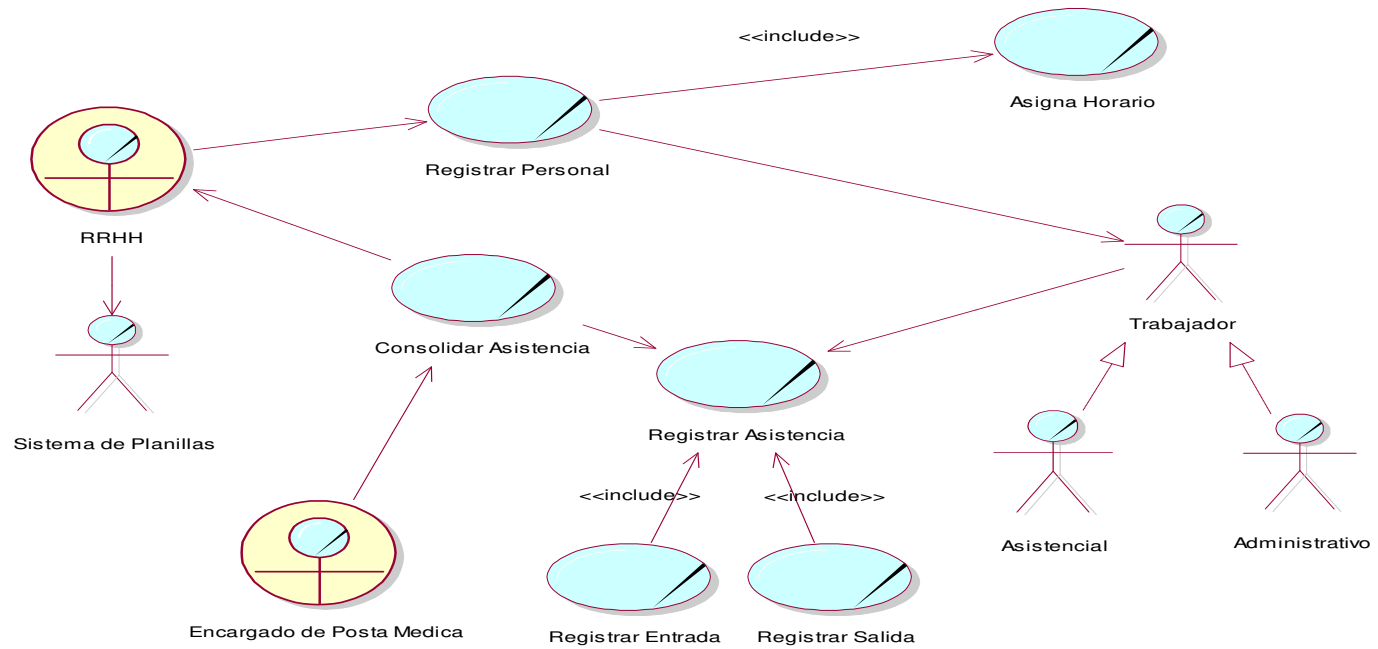 <<include>>
Asigna Horario
Registrar Personal
RRHH
Trabajador
Consolidar Asistencia
Registrar Asistencia
Sistema de Planillas
<<include>>
<<include>>
Asistencial
Administrativo
Encargado de Posta Medica
Registrar Entrada
Registrar Salida